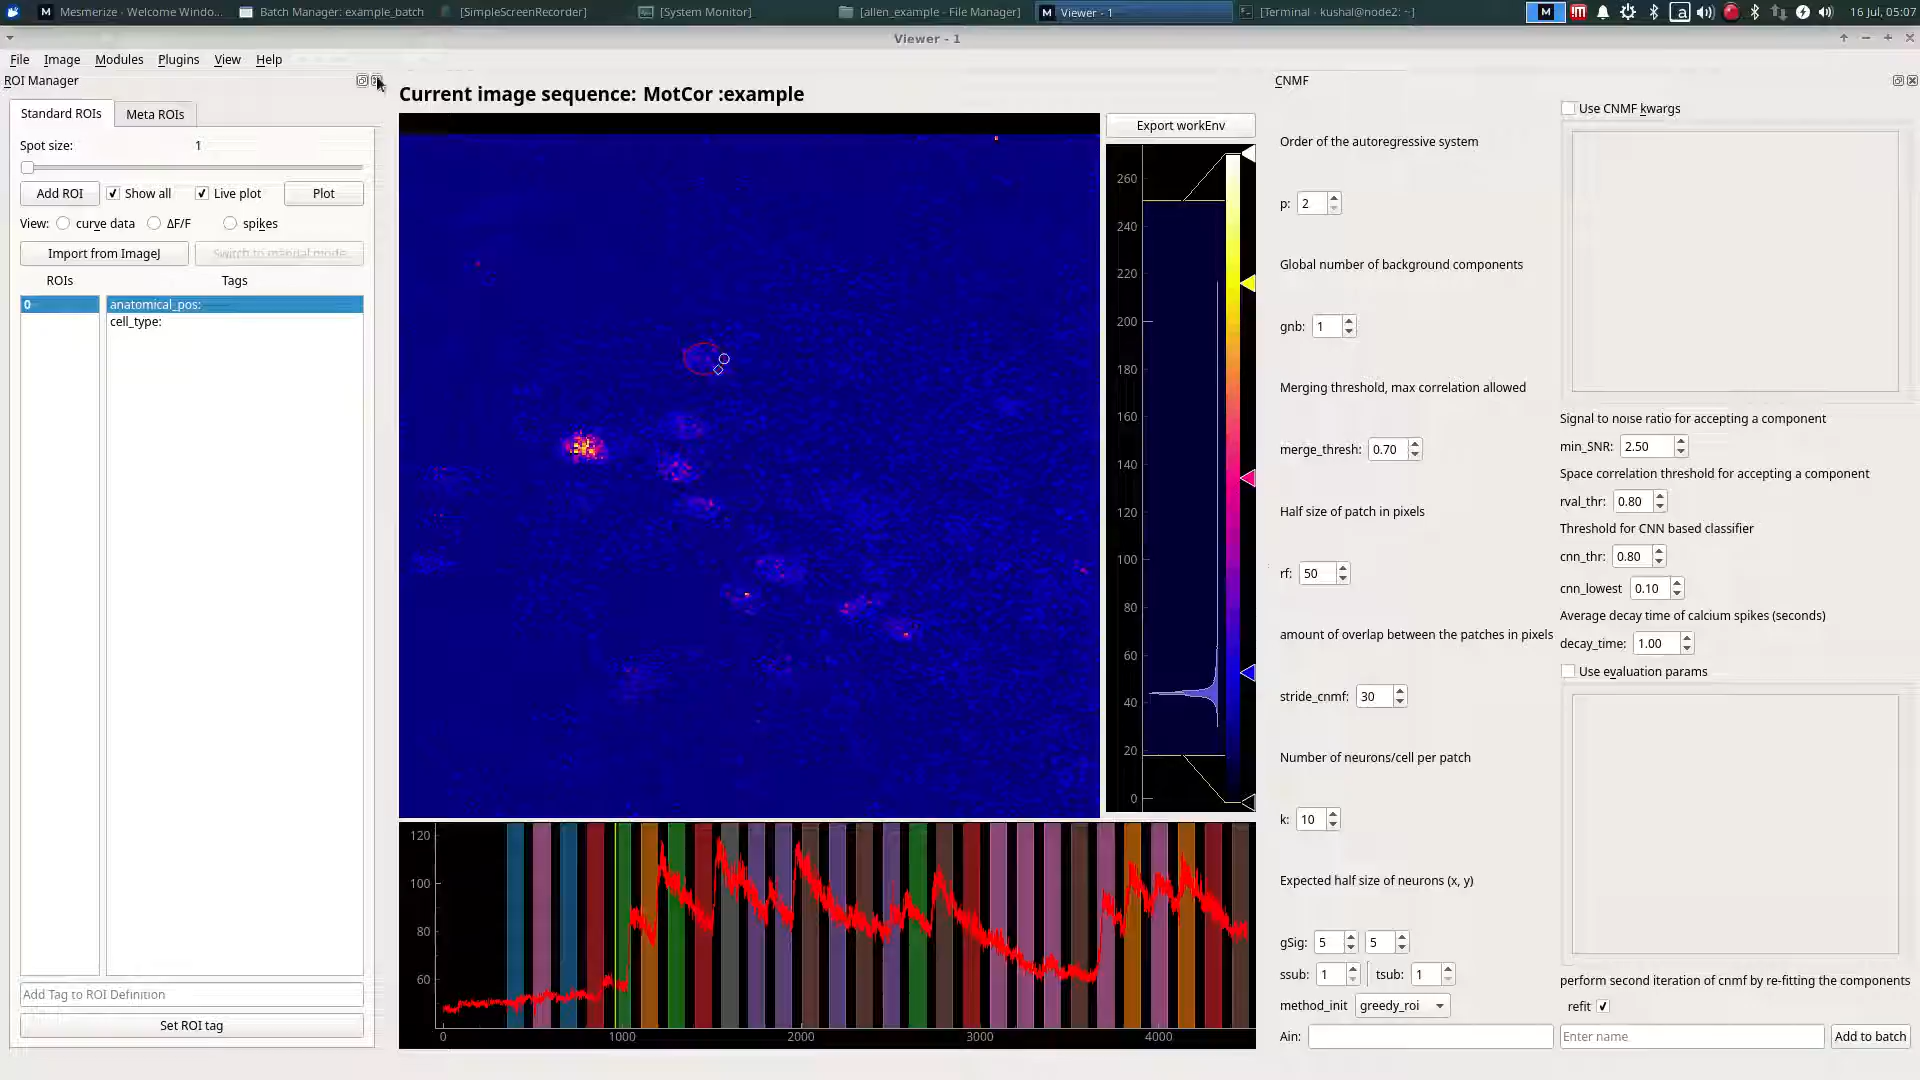 Mesmerize - Welcome Windo...
Batch Manager: example_batch
[SimpleScreenRecorder]
[System Monitor]
[allen_example - File Manager]
Viewer - 1
[Terminal - kushal@node2: ~]
16 Jul, 05:07
Viewer - 1
File Image Modules Plugins View Help
ROI Manager
Standard ROIs
Meta ROIs
Spot size: 1
Add ROI
Show all
Live plot
Plot
View: curve data ΔF/F spikes
Import from ImageJ
Switch to manual mode
ROIs
Tags
0
anatomical_pos:
cell_type:
Add Tag to ROI Definition
Set ROI tag
Current image sequence: MotCor :example
Export workEnv
260
240
220
200
180
160
140
120
100
80
60
40
20
0
120
100
80
60
0 1000 2000 3000 4000
CNMF
Order of the autoregressive system
p: 2
Global number of background components
gnb: 1
Merging threshold, max correlation allowed
merge_thresh: 0.70
Half size of patch in pixels
rf: 50
amount of overlap between the patches in pixels
stride_cnmf: 30
Number of neurons/cell per patch
k: 10
Expected half size of neurons (x, y)
gSig: 5 5
ssub: 1 tsub: 1
method_init greedy_roi
Ain:
Use CNMF kwargs
Signal to noise ratio for accepting a component
min_SNR: 2.50
Space correlation threshold for accepting a component
rval_thr: 0.80
Threshold for CNN based classifier
cnn_thr: 0.80
cnn_lowest 0.10
Average decay time of calcium spikes (seconds)
decay_time: 1.00
Use evaluation params
perform second iteration of cnmf by re-fitting the components
refit
Enter name
Add to batch